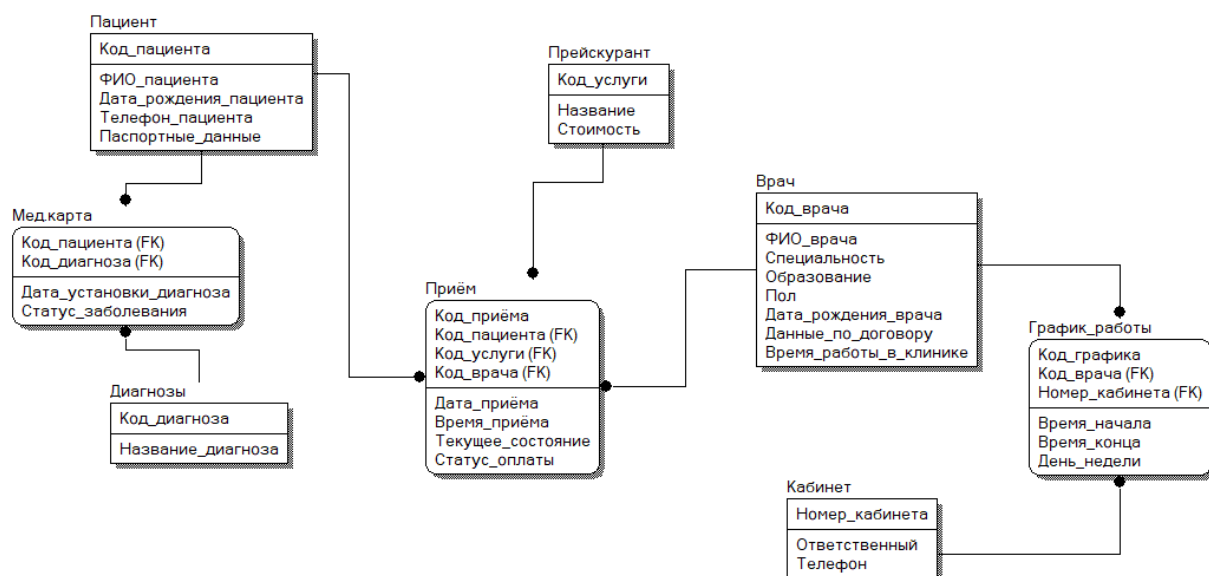 Пациент
Код_пациента
ФИО_пациента
Дата_рождения_пациента
Телефон_пациента
Паспортные_данные
Прейскурант
Код_услуги
Название
Стоимость
Мед.карта
Код_пациента (FK)
Код_диагноза (FK)
Дата_установки_диагноза
Статус_заболевания
Диагнозы
Код_диагноза
Название_диагноза
Приём
Код_приёма
Код_пациента (FK)
Код_услуги (FK)
Код_врача (FK)
Дата_приёма
Время_приёма
Текущее_состояние
Статус_оплаты
Врач
Код_врача
ФИО_врача
Специальность
Образование
Пол
Дата_рождения_врача
Данные_по_договору
Время_работы_в_клинике
График_работы
Код_графика
Код_врача (FK)
Номер_кабинета (FK)
Время_начала
Время_конца
День_недели
Кабинет
Номер_кабинета
Ответственный
Телефон